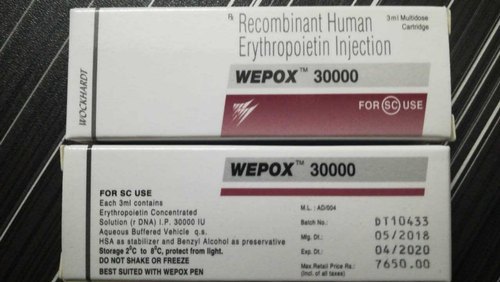 WOCKHARDT
Rx Recombinant Human
Erythropoietin Injection
3 ml Multidose
Cartridge
WEPOX™ 30000
FOR SC USE
WEPOX™ 30000
FOR SC USE
Each 3ml contains
Erythropoietin Concentrated
Solution (r DNA) I.P. 30000 IU
Aqueous Buffered Vehicle q.s.
HSA as stabilizer and Benzyl Alcohol as preservative
Storage 2°C to 8°C, protect from light.
DO NOT SHAKE OR FREEZE
BEST SUITED WITH WEPOX PEN
M.L. : AD/004
Batch No.: DT10433
Mfg. Dt.: 05/2018
Exp. Dt.: 04/2020
Max.Retail Price Rs.: 7650.00
(Incl. of all taxes)